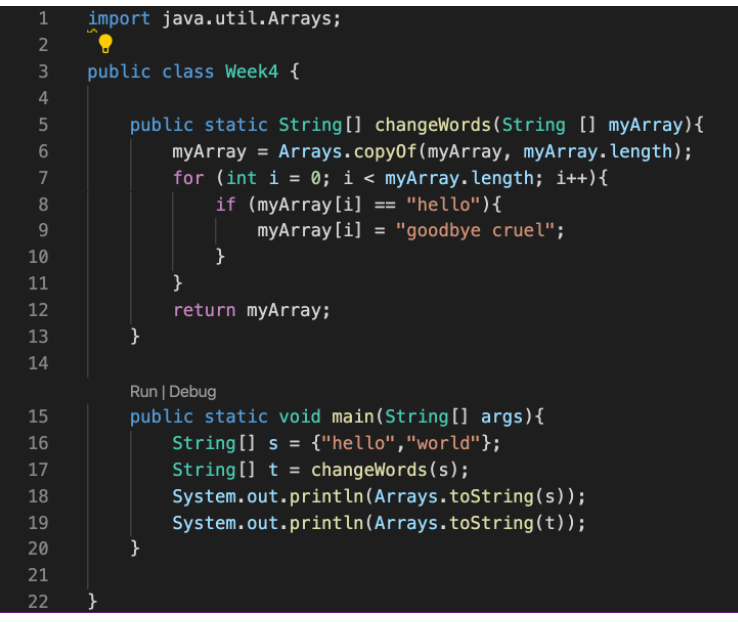 1 import java.util.Arrays;
2
3 public class Week4 {
4
5 public static String[] changeWords(String [] myArray){
6 myArray = Arrays.copyOf(myArray, myArray.length);
7 for (int i = 0; i < myArray.length; i++){
8 if (myArray[i] == "hello"){
9 myArray[i] = "goodbye cruel";
10 }
11 }
12 return myArray;
13 }
14
Run | Debug
15 public static void main(String[] args){
16 String[] s = {"hello","world"};
17 String[] t = changeWords(s);
18 System.out.println(Arrays.toString(s));
19 System.out.println(Arrays.toString(t));
20 }
21
22 }